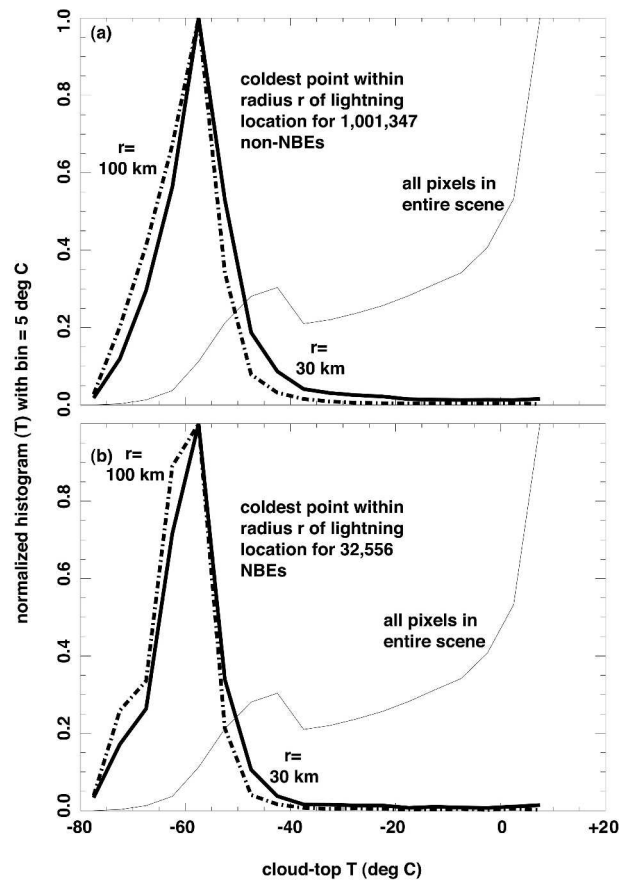 (a)
coldest point within
radius r of lightning
location for 1,001,347
non-NBEs
r=
100 km
all pixels in
entire scene
r=
30 km
1.0
0.8
0.6
0.4
0.2
0.0
normalized histogram (T) with bin = 5 deg C
(b)
r=
100 km
coldest point within
radius r of lightning
location for 32,556
NBEs
all pixels in
entire scene
r=
30 km
0.8
0.6
0.4
0.2
0.0
-80
-60
-40
-20
0
+20
cloud-top T (deg C)